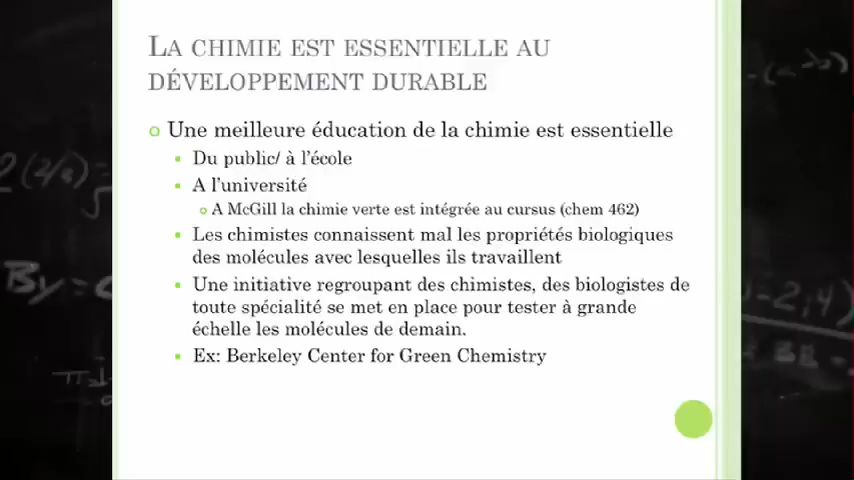 LA CHIMIE EST ESSENTIELLE AU
DÉVELOPPEMENT DURABLE
Une meilleure éducation de la chimie est essentielle
Du public/ à l'école
A l'université
A McGill la chimie verte est intégrée au cursus (chem 462)
Les chimistes connaissent mal les propriétés biologiques
des molécules avec lesquelles ils travaillent
Une initiative regroupant des chimistes, des biologistes de
toute spécialité se met en place pour tester à grande
échelle les molécules de demain.
Ex: Berkeley Center for Green Chemistry